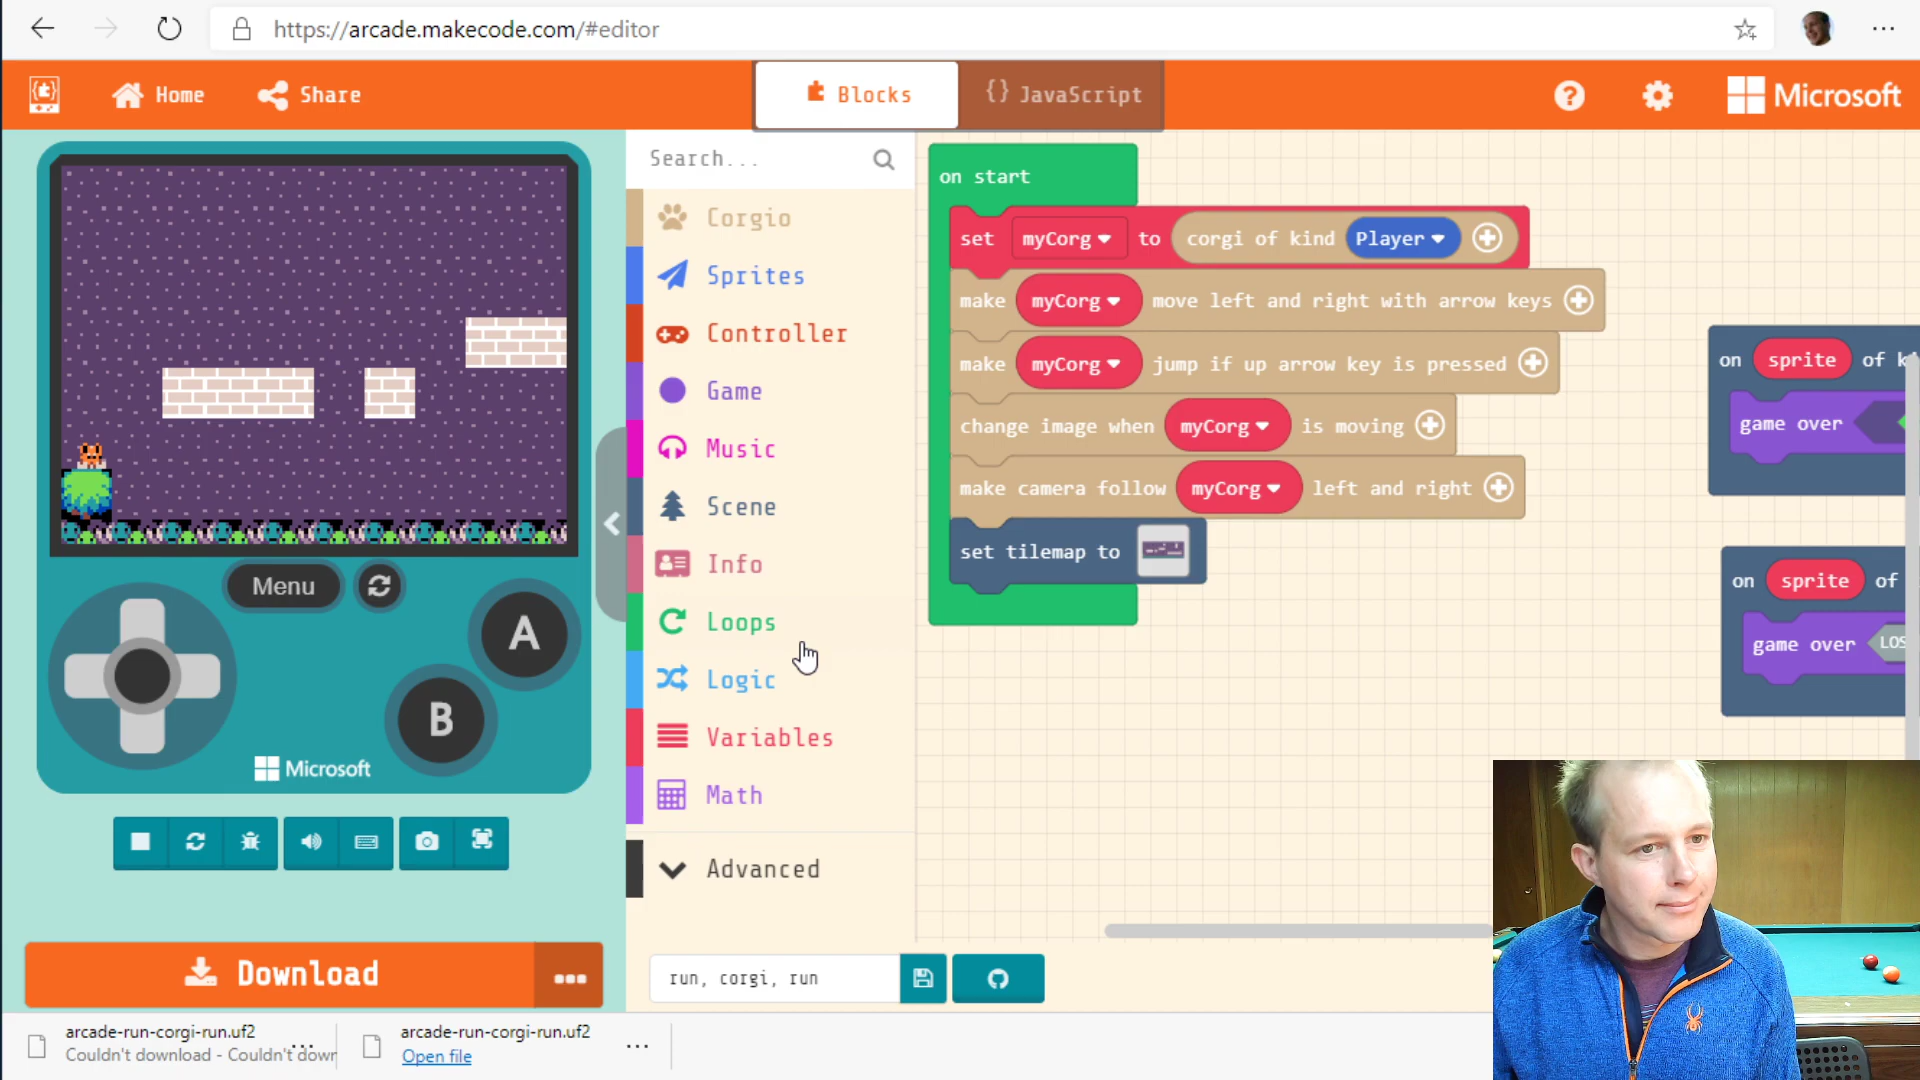 https://arcade.makecode.com/#editor
Home
Share
Blocks
{} JavaScript
?
Microsoft
Search...
Corgio
Sprites
Controller
Game
Music
Scene
Info
Loops
Logic
Variables
Math
Advanced
on start
set myCorg to corgi of kind Player
make myCorg move left and right with arrow keys
make myCorg jump if up arrow key is pressed
change image when myCorg is moving
make camera follow myCorg left and right
set tilemap to
on sprite of
game over
on sprite of
game over LOS
Menu
A
B
Microsoft
Download
run, corgi, run
arcade-run-corgi-run.uf2
Couldn't download - Couldn't dowr
arcade-run-corgi-run.uf2
Open file